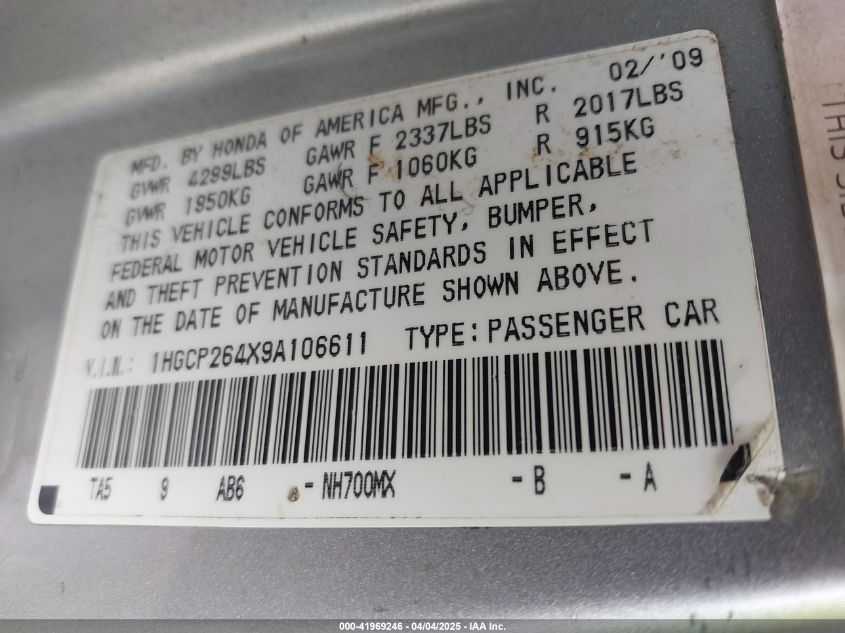 MFD. BY HONDA OF AMERICA MFG., INC. 02/'09
GVWR 4299LBS GAWR F 2337LBS R 2017LBS
GVWR 1950KG GAWR F 1060KG R 915KG
THIS VEHICLE CONFORMS TO ALL APPLICABLE
FEDERAL MOTOR VEHICLE SAFETY, BUMPER,
AND THEFT PREVENTION STANDARDS IN EFFECT
ON THE DATE OF MANUFACTURE SHOWN ABOVE.
V.I.N.: 1HGCP264X9A106611 TYPE:PASSENGER CAR
TA5 9 AB6 -NH700MX -B -A
THIS
000-41969246 - 04/04/2025 - IAA Inc.